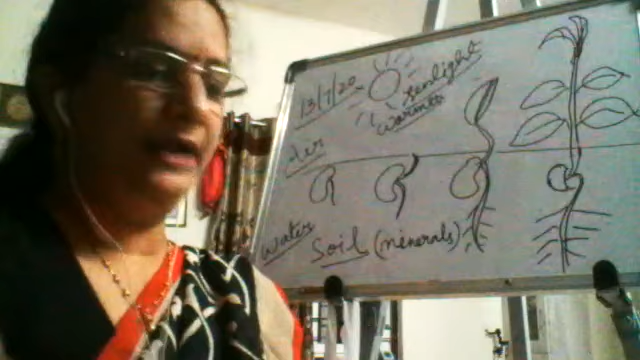 13/7/20
Sunlight
Warmth
Air
Water
Soil (minerals)